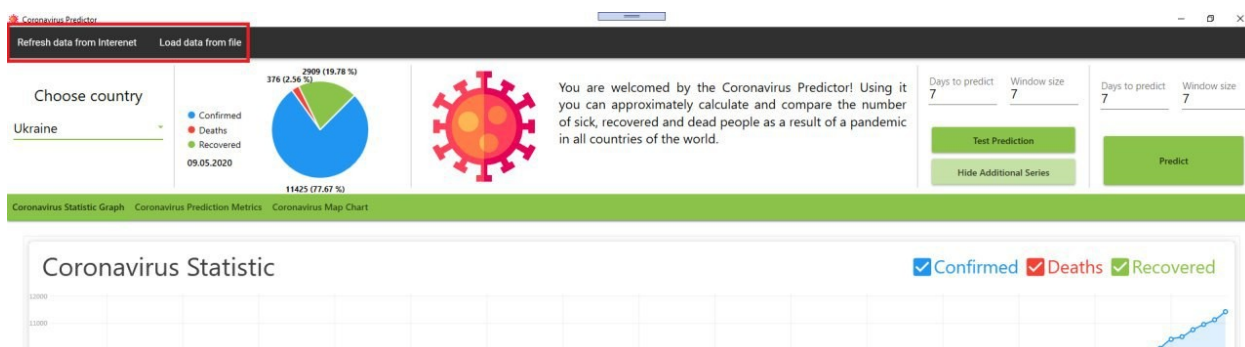 Coronavirus Predictor
Refresh data from Interenet
Load data from file
Choose country
Ukraine
Confirmed
Deaths
Recovered
09.05.2020
2909 (19.78 %)
376 (2.56 %)
11425 (77.67 %)
You are welcomed by the Coronavirus Predictor! Using it
you can approximately calculate and compare the number
of sick, recovered and dead people as a result of a pandemic
in all countries of the world.
Days to predict
7
Window size
7
Test Prediction
Hide Additional Series
Days to predict
7
Window size
7
Predict
Coronavirus Statistic Graph
Coronavirus Prediction Metrics
Coronavirus Map Chart
Coronavirus Statistic
Confirmed
Deaths
Recovered
12000
11000